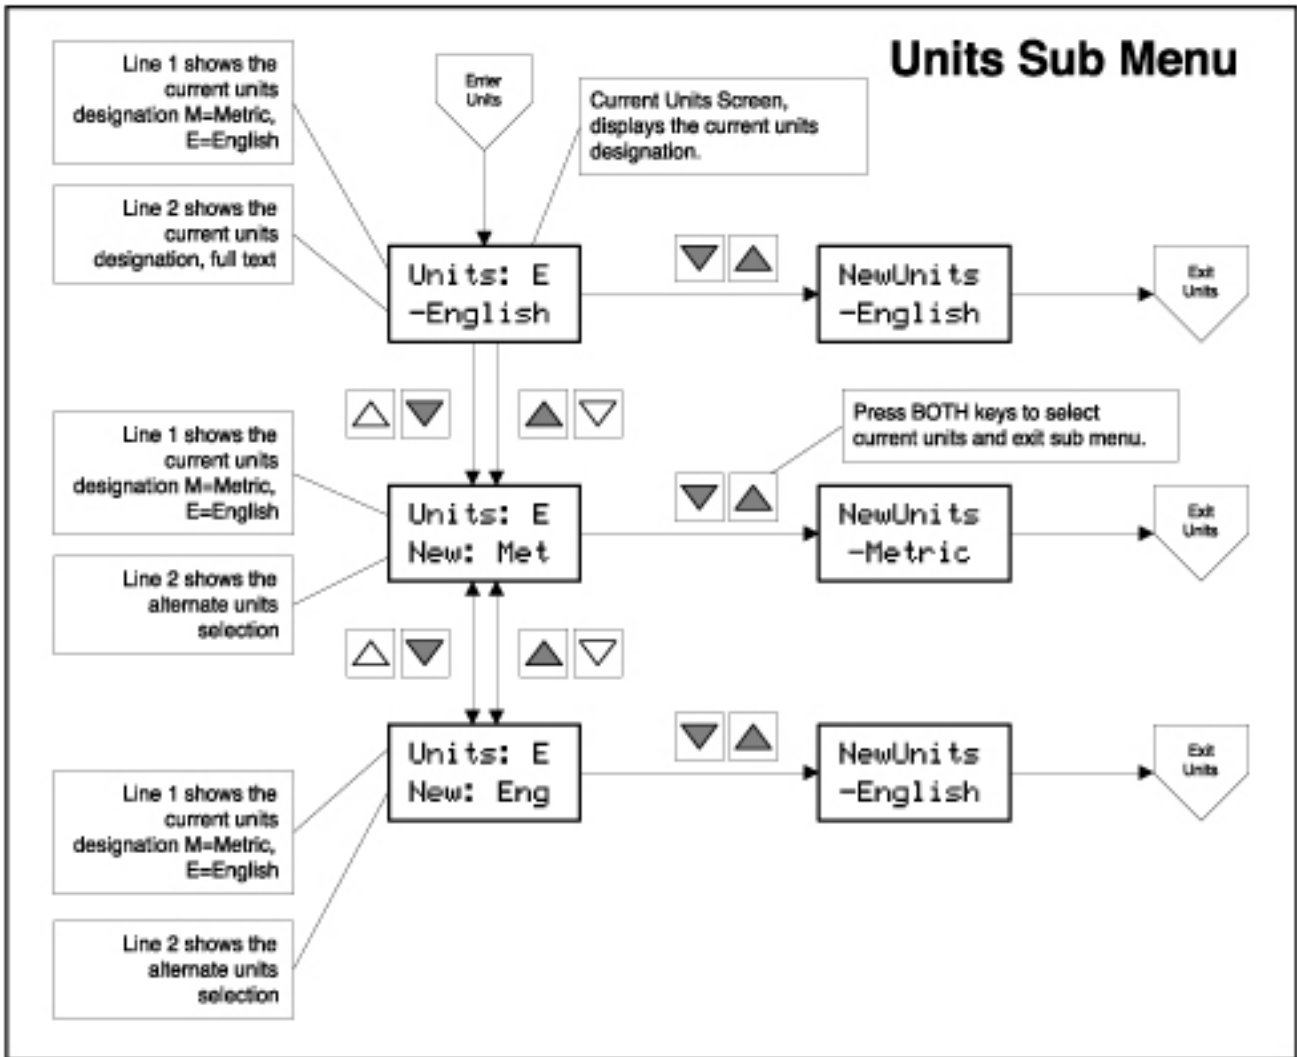 Units Sub Menu
Line 1 shows the
current units
designation M=Metric,
E=English
Enter
Units
Current Units Screen,
displays the current units
designation.
Line 2 shows the
current units
designation, full text
Units: E
-English
NewUnits
-English
Exit
Units
Line 1 shows the
current units
designation M=Metric,
E=English
Press BOTH keys to select
current units and exit sub menu.
Units: E
New: Met
NewUnits
-Metric
Exit
Units
Line 2 shows the
alternate units
selection
Units: E
New: Eng
NewUnits
-English
Exit
Units
Line 1 shows the
current units
designation M=Metric,
E=English
Line 2 shows the
alternate units
selection